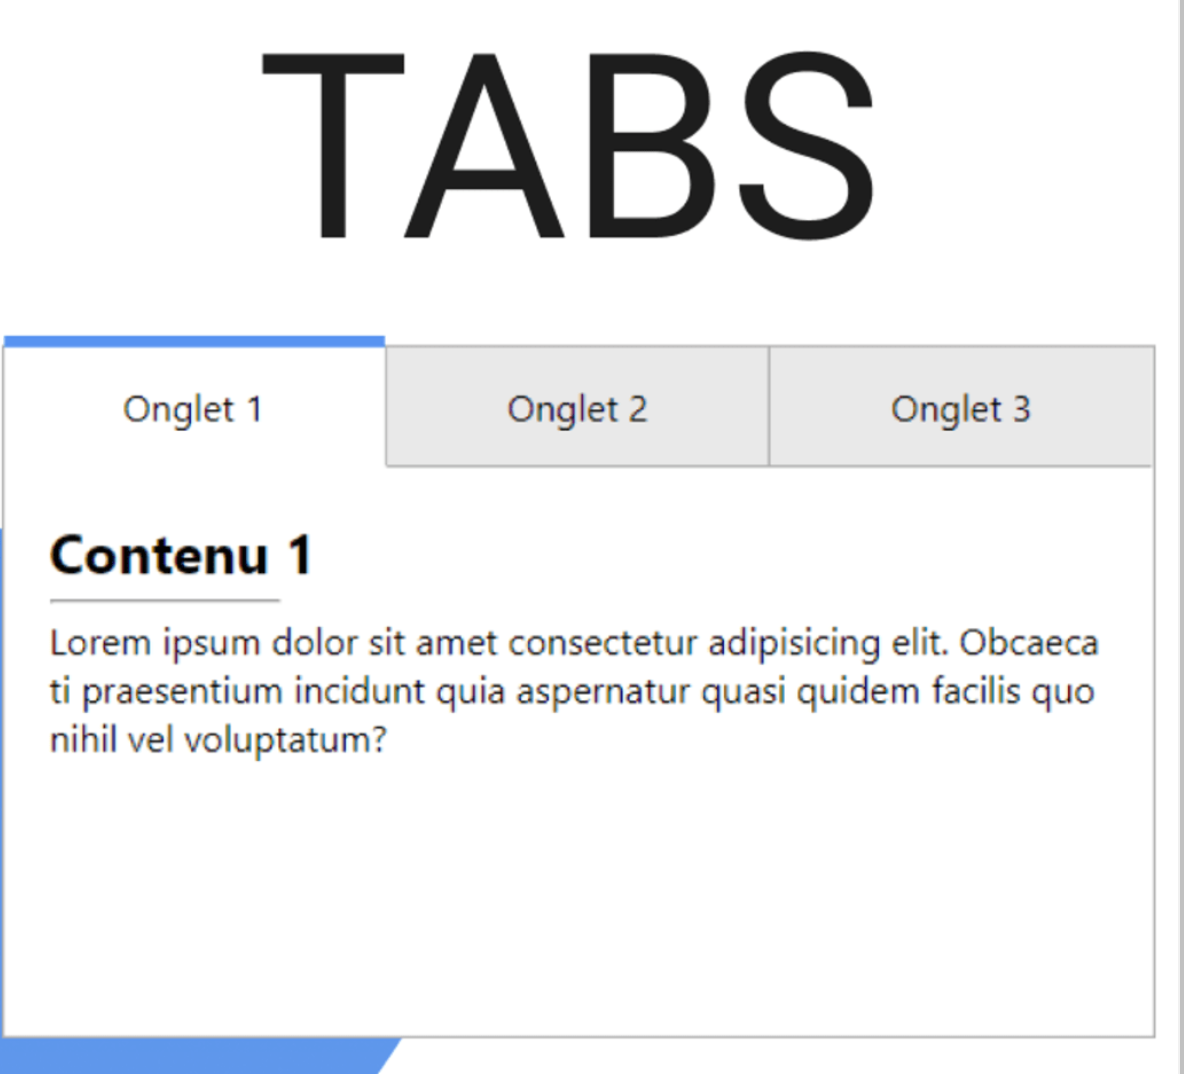 TABS
Onglet 1
Onglet 2
Onglet 3
Contenu 1
Lorem ipsum dolor sit amet consectetur adipisicing elit. Obcaeca
ti praesentium incidunt quia aspernatur quasi quidem facilis quo
nihil vel voluptatum?